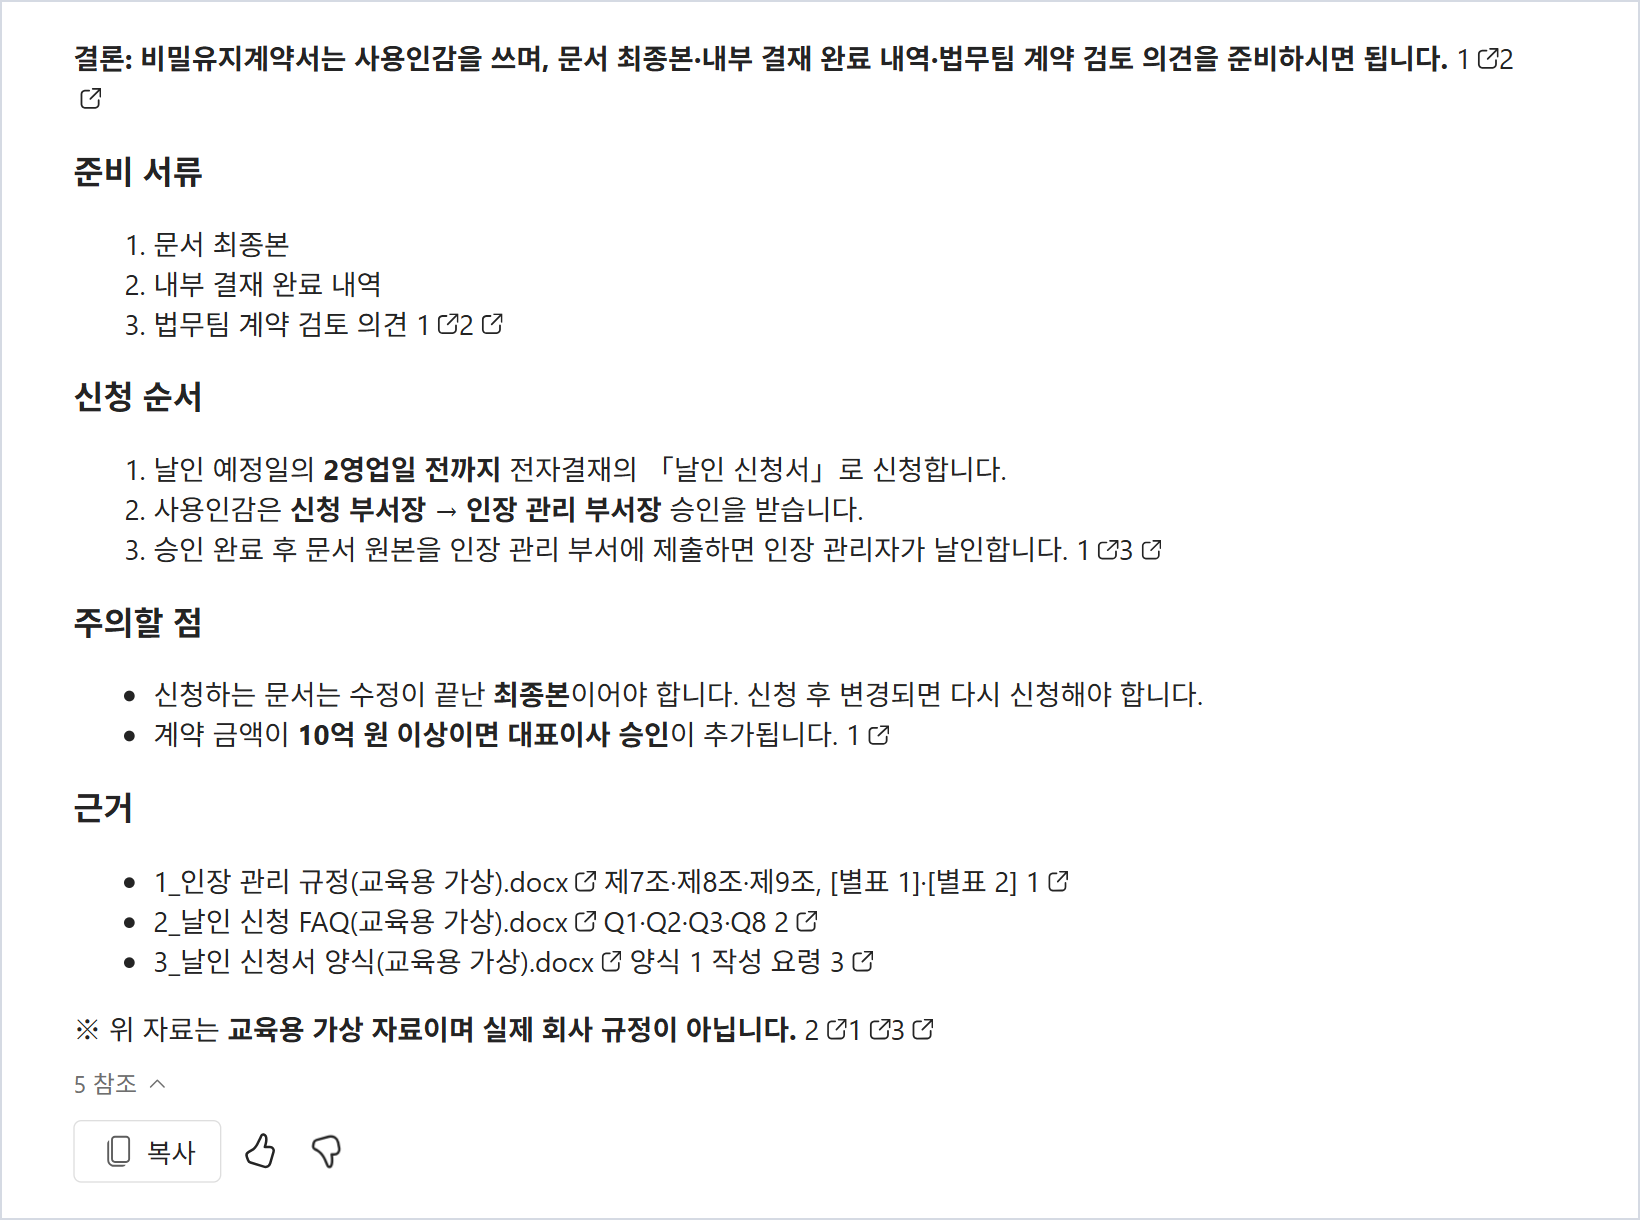 결론: 비밀유지계약서는 사용인감을 쓰며, 문서 최종본·내부 결재 완료 내역·법무팀 계약 검토 의견을 준비하시면 됩니다. 1 2
준비 서류
1. 문서 최종본
2. 내부 결재 완료 내역
3. 법무팀 계약 검토 의견 1 2
신청 순서
1. 날인 예정일의 2영업일 전까지 전자결재의 「날인 신청서」로 신청합니다.
2. 사용인감은 신청 부서장 → 인장 관리 부서장 승인을 받습니다.
3. 승인 완료 후 문서 원본을 인장 관리 부서에 제출하면 인장 관리자가 날인합니다. 1 3
주의할 점
• 신청하는 문서는 수정이 끝난 최종본이어야 합니다. 신청 후 변경되면 다시 신청해야 합니다.
• 계약 금액이 10억 원 이상이면 대표이사 승인이 추가됩니다. 1
근거
• 1_인장 관리 규정(교육용 가상).docx 제7조·제8조·제9조, [별표 1]·[별표 2] 1
• 2_날인 신청 FAQ(교육용 가상).docx Q1·Q2·Q3·Q8 2
• 3_날인 신청서 양식(교육용 가상).docx 양식 1 작성 요령 3
※ 위 자료는 교육용 가상 자료이며 실제 회사 규정이 아닙니다. 2 1 3
5 참조
복사